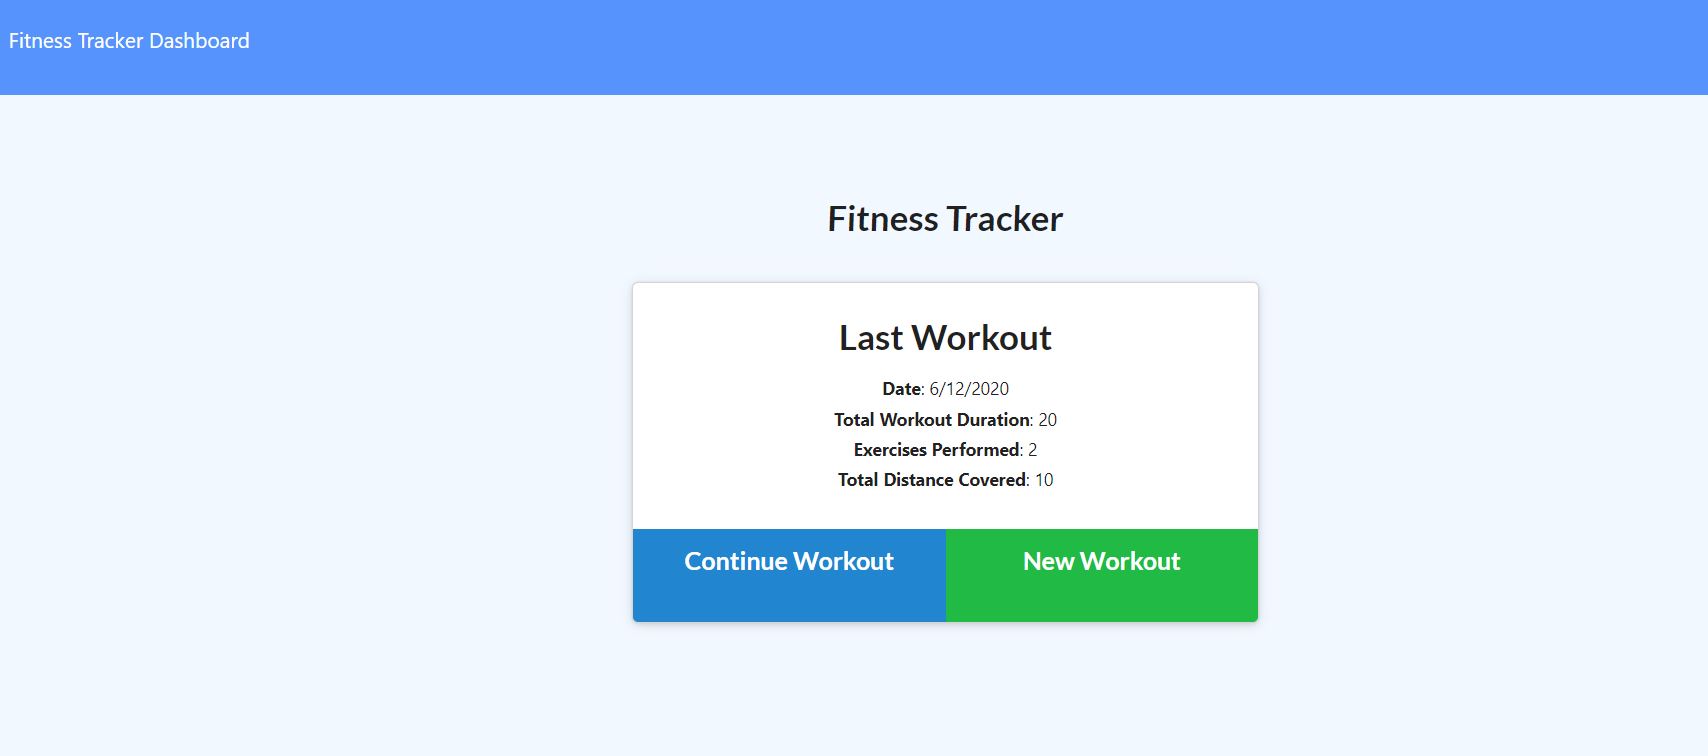 Fitness Tracker Dashboard
Fitness Tracker
Last Workout
Date: 6/12/2020
Total Workout Duration: 20
Exercises Performed: 2
Total Distance Covered: 10
Continue Workout
New Workout